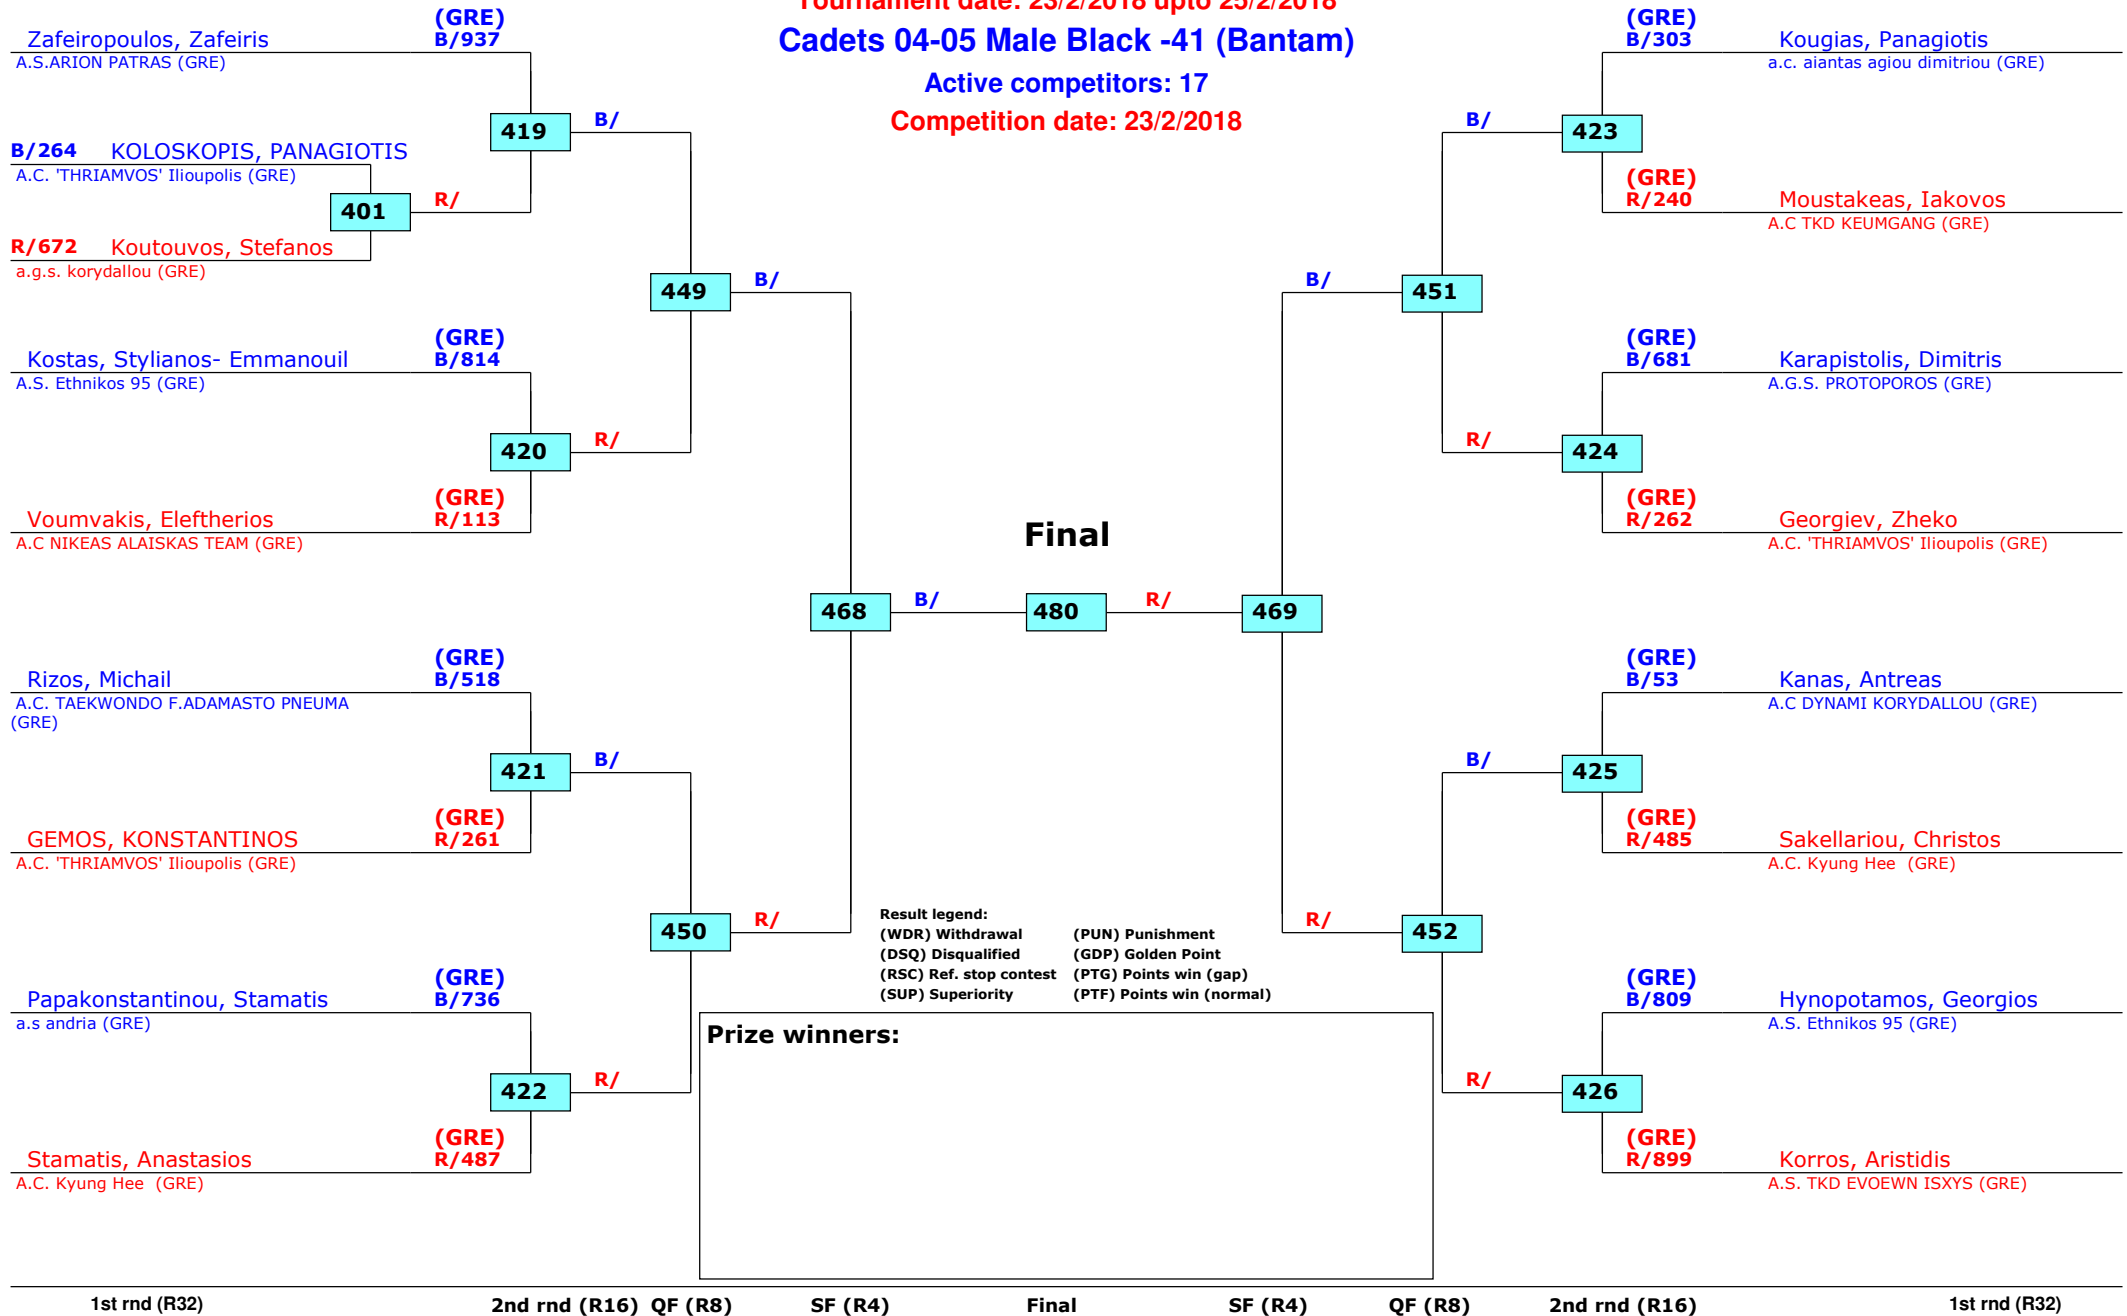 Tournament date: 23/2/2018 upto 25/2/2018
Cadets 04-05 Male Black -41 (Bantam)
Active competitors: 17
Competition date: 23/2/2018
(GRE)
Zafeiropoulos, Zafeiris B/937
A.S.ARION PATRAS (GRE)
419 B/
B/264 KOLOSKOPIS, PANAGIOTIS
A.C. 'THRIAMVOS' Ilioupolis (GRE)
401 R/
R/672 Koutouvos, Stefanos
a.g.s. korydallou (GRE)
449 B/
(GRE)
Kostas, Stylianos- Emmanouil B/814
A.S. Ethnikos 95 (GRE)
420 R/
(GRE)
Voumvakis, Eleftherios R/113
A.C NIKEAS ALAISKAS TEAM (GRE)
468 B/
(GRE)
Rizos, Michail B/518
A.C. TAEKWONDO F.ADAMASTO PNEUMA
(GRE)
421 B/
(GRE)
GEMOS, KONSTANTINOS R/261
A.C. 'THRIAMVOS' Ilioupolis (GRE)
450 R/
(GRE)
Papakonstantinou, Stamatis B/736
a.s andria (GRE)
422 R/
(GRE)
Stamatis, Anastasios R/487
A.C. Kyung Hee (GRE)
Final
480
(GRE)
B/303 Kougias, Panagiotis
a.c. aiantas agiou dimitriou (GRE)
B/ 423
(GRE)
R/240 Moustakeas, Iakovos
A.C TKD KEUMGANG (GRE)
B/ 451
(GRE)
B/681 Karapistolis, Dimitris
A.G.S. PROTOPOROS (GRE)
R/ 424
(GRE)
R/262 Georgiev, Zheko
A.C. 'THRIAMVOS' Ilioupolis (GRE)
R/ 469
(GRE)
B/53 Kanas, Antreas
A.C DYNAMI KORYDALLOU (GRE)
B/ 425
(GRE)
R/485 Sakellariou, Christos
A.C. Kyung Hee (GRE)
R/ 452
(GRE)
B/809 Hynopotamos, Georgios
A.S. Ethnikos 95 (GRE)
R/ 426
(GRE)
R/899 Korros, Aristidis
A.S. TKD EVOEWN ISXYS (GRE)
Result legend:
(WDR) Withdrawal (PUN) Punishment
(DSQ) Disqualified (GDP) Golden Point
(RSC) Ref. stop contest (PTG) Points win (gap)
(SUP) Superiority (PTF) Points win (normal)
Prize winners:
1st rnd (R32) 2nd rnd (R16) QF (R8) SF (R4) Final SF (R4) QF (R8) 2nd rnd (R16) 1st rnd (R32)